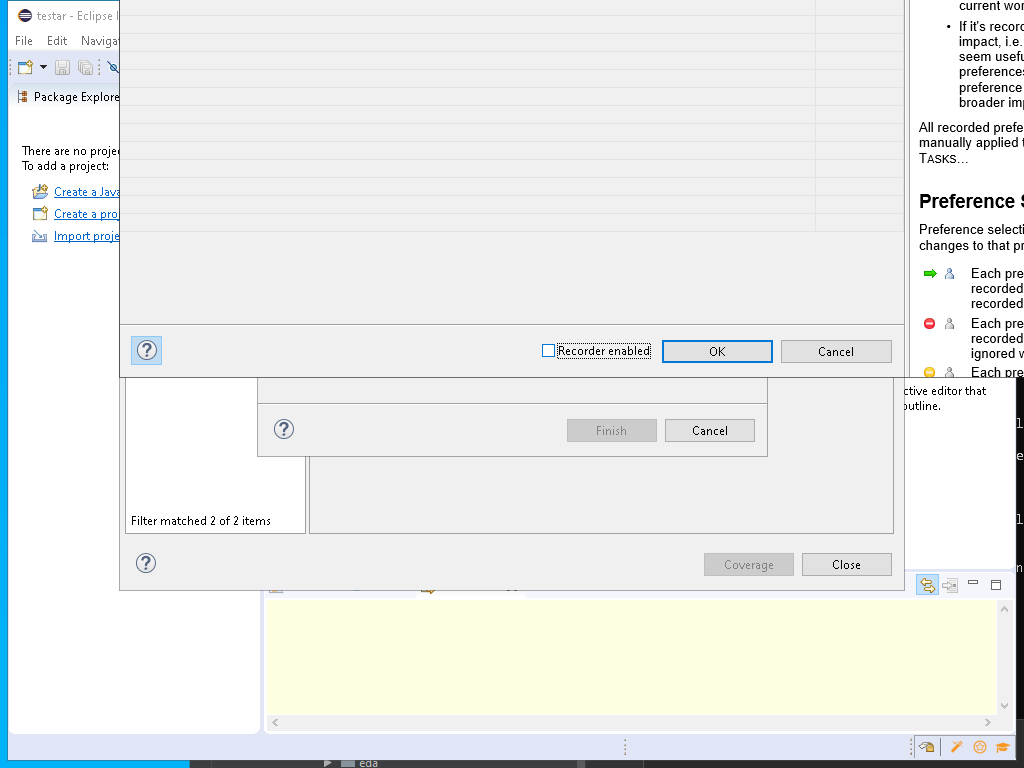 testar - Eclipse I
File Edit Naviga
Package Explore
There are no proje
To add a project:
Create a Java
Create a pro
Import proje
Recorder enabled
OK
Cancel
Finish
Cancel
Filter matched 2 of 2 items
Coverage
Close
current wor
• If it's record
impact, i.e.
seem usefu
preferences
preference
broader imp
All recorded prefe
manually applied t
TASKS...
Preference S
Preference selecti
changes to that pr
Each pre
recorded
recorded
Each pre
recorded
ignored w
Each pre
ctive editor that
outline.
eda